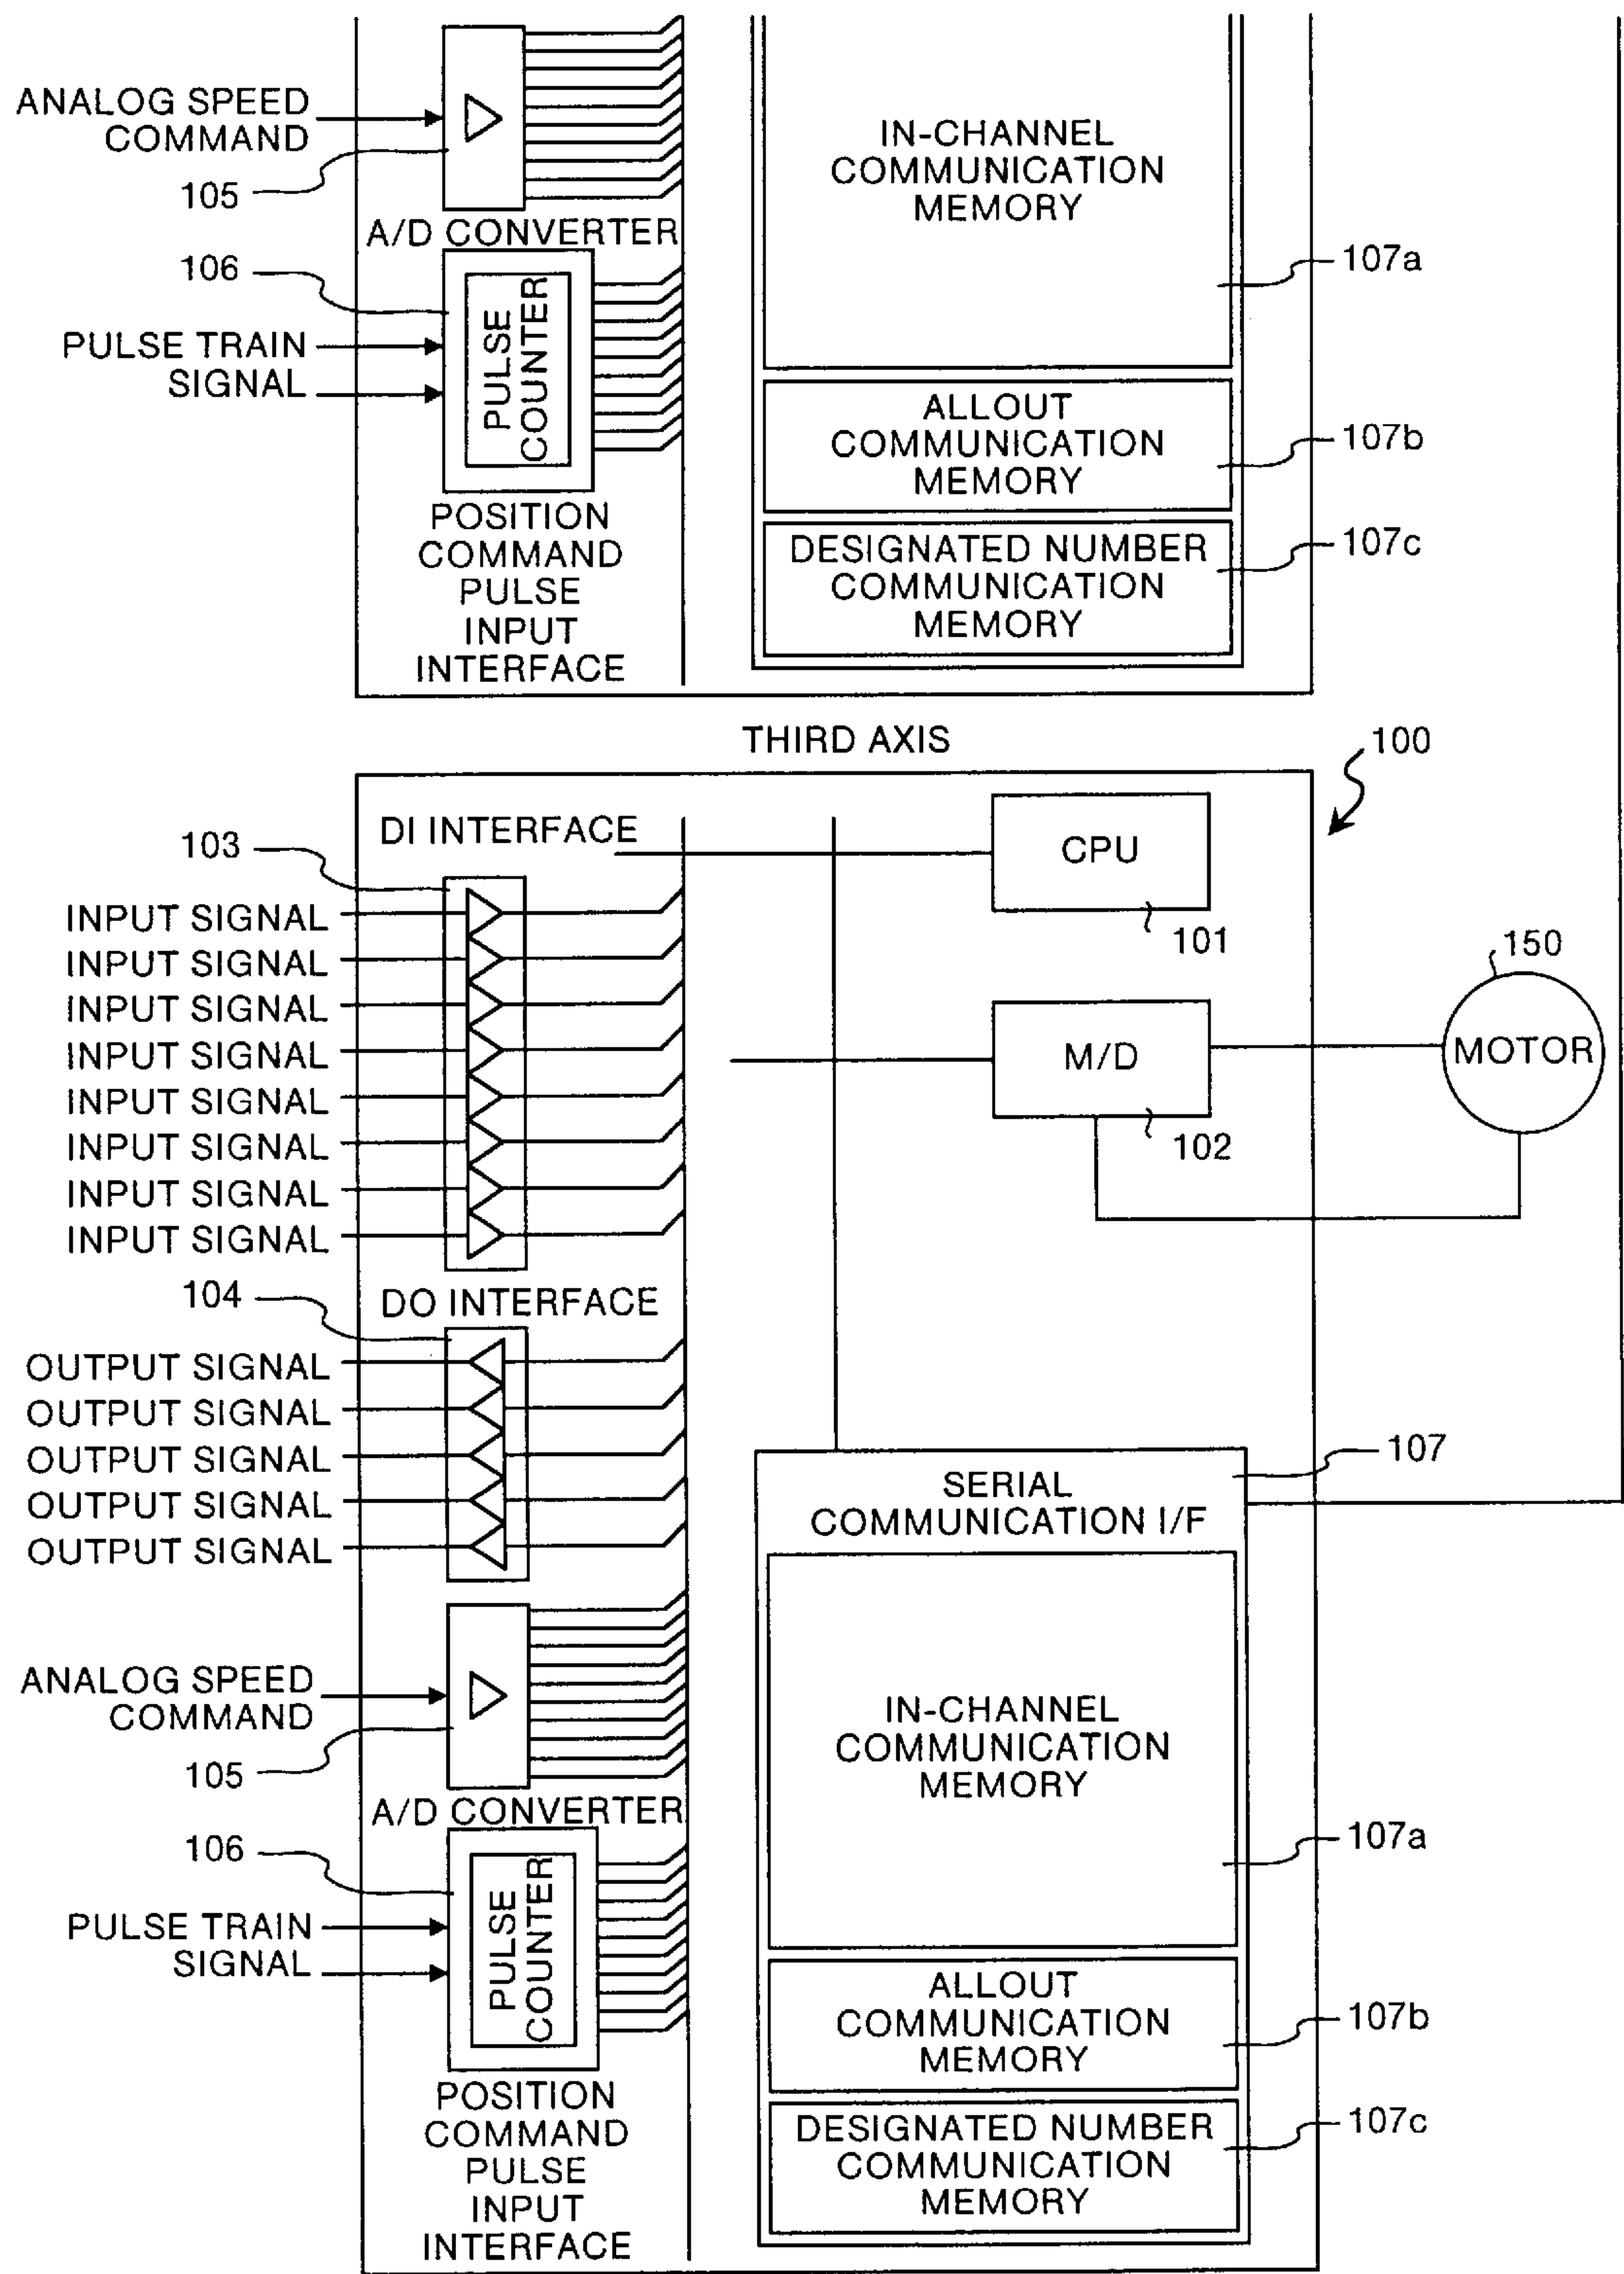 ANALOG SPEED
COMMAND
105
A/D CONVERTER
106
PULSE TRAIN
SIGNAL
PULSE
COUNTER
POSITION
COMMAND
PULSE
INPUT
INTERFACE
IN-CHANNEL
COMMUNICATION
MEMORY
107a
ALLOUT
COMMUNICATION
MEMORY
107b
DESIGNATED NUMBER
COMMUNICATION
MEMORY
107c
THIRD AXIS
100
DI INTERFACE
103
INPUT SIGNAL
INPUT SIGNAL
INPUT SIGNAL
INPUT SIGNAL
INPUT SIGNAL
INPUT SIGNAL
INPUT SIGNAL
INPUT SIGNAL
CPU
101
M/D
102
150
MOTOR
104
DO INTERFACE
OUTPUT SIGNAL
OUTPUT SIGNAL
OUTPUT SIGNAL
OUTPUT SIGNAL
OUTPUT SIGNAL
107
SERIAL
COMMUNICATION I/F
ANALOG SPEED
COMMAND
105
A/D CONVERTER
106
PULSE TRAIN
SIGNAL
PULSE
COUNTER
POSITION
COMMAND
PULSE
INPUT
INTERFACE
IN-CHANNEL
COMMUNICATION
MEMORY
107a
ALLOUT
COMMUNICATION
MEMORY
107b
DESIGNATED NUMBER
COMMUNICATION
MEMORY
107c